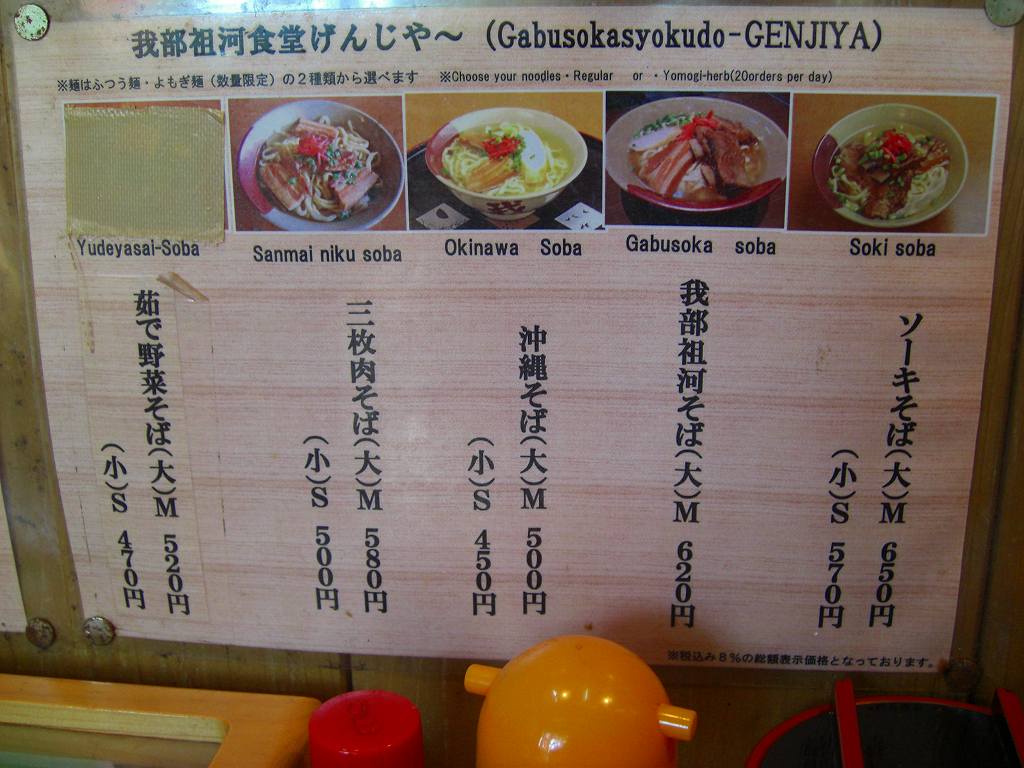 我部祖河食堂げんじや～ (Gabusokasyokudo-GENJIYA)
※麺はふつう麺・よもぎ麺（数量限定）の２種類から選べます ※Choose your noodles・Regular or ・Yomogi-herb(20orders per day)
Yudeyasai-Soba
Sanmai niku soba
Okinawa Soba
Gabusoka soba
Soki soba
ソーキそば(大)M 650円
(小)S 570円
我部祖河そば(大)M 620円
沖縄そば(大)M 500円
(小)S 450円
三枚肉そば(大)M 580円
(小)S 500円
茹で野菜そば(大)M 520円
(小)S 470円
※税込み８％の総額表示価格となっております。